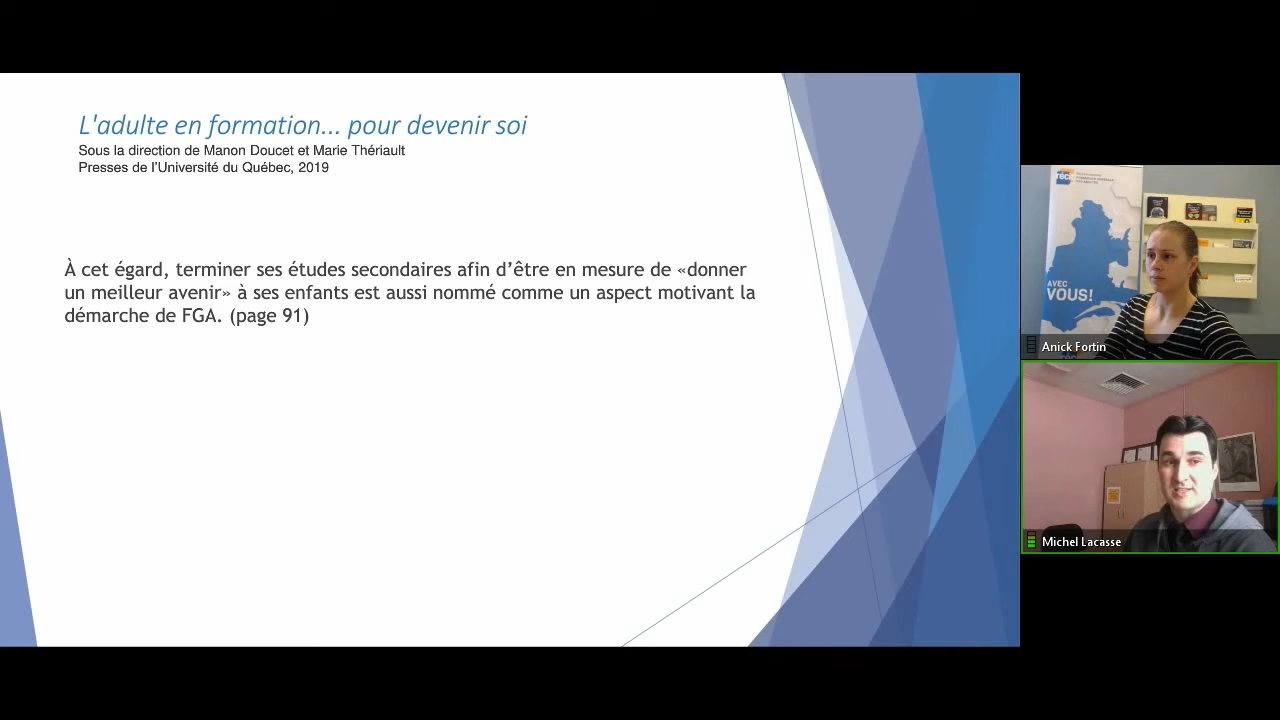 L'adulte en formation... pour devenir soi
Sous la direction de Manon Doucet et Marie Thériault
Presses de l'Université du Québec, 2019
À cet égard, terminer ses études secondaires afin d'être en mesure de «donner
un meilleur avenir» à ses enfants est aussi nommé comme un aspect motivant la
démarche de FGA. (page 91)
AVEC
VOUS!
Anick Fortin
Michel Lacasse